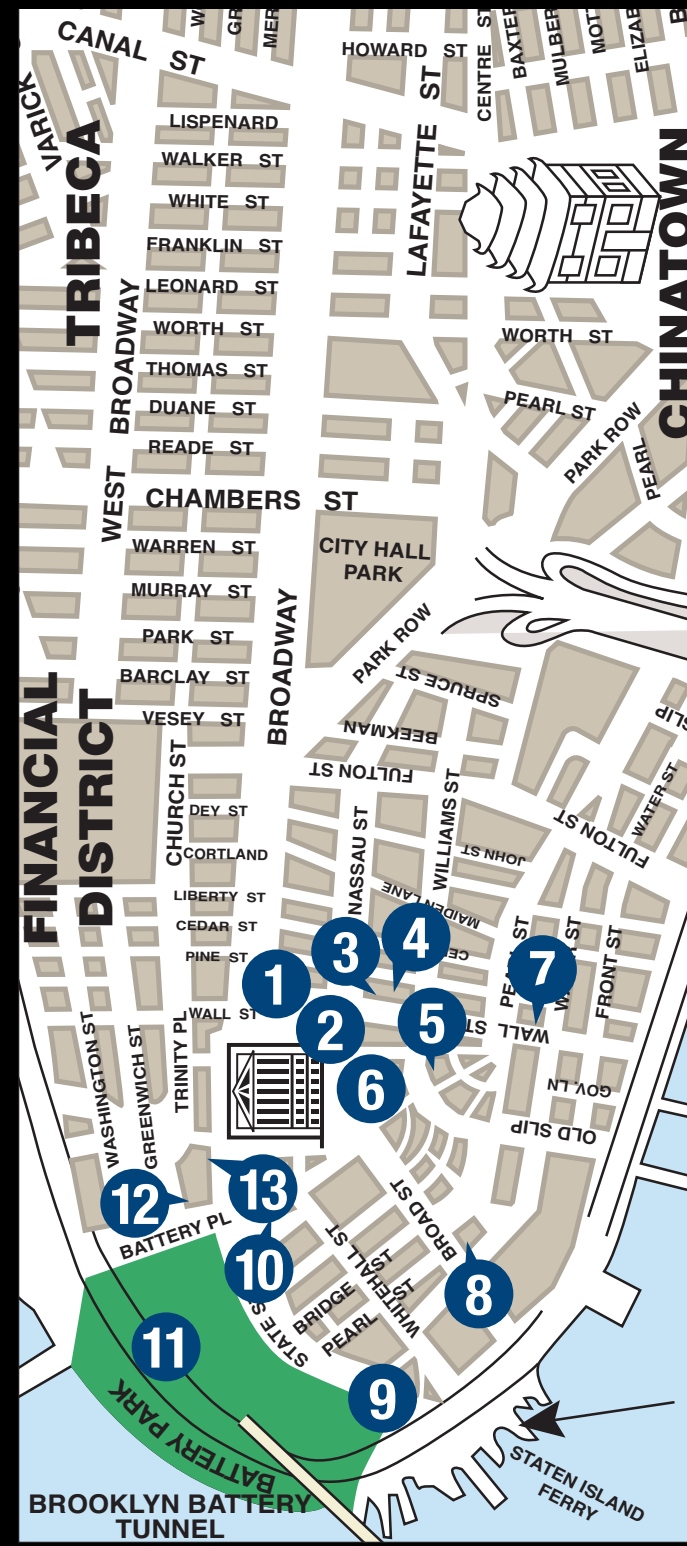 CANAL ST
W
GR
MER
HOWARD ST
LAFAYETTE ST
CENTRE ST
BAXTER
MULBER
MOT
ELIZAB
B
VARICK
TRIBECA
LISPENARD
WALKER ST
WHITE ST
FRANKLIN ST
LEONARD ST
WORTH ST
THOMAS ST
DUANE ST
READE ST
CHINATOWN
WORTH ST
PEARL ST
PARK ROW
PEARL
WEST BROADWAY
CHAMBERS ST
CITY HALL
PARK
WARREN ST
MURRAY ST
PARK ST
BARCLAY ST
VESEY ST
BROADWAY
PARK ROW
SPRUCE ST
BEEKMAN
FULTON ST
FINANCIAL
DISTRICT
CHURCH ST
DEY ST
CORTLAND
LIBERTY ST
CEDAR ST
PINE ST
WALL ST
NASSAU ST
WILLIAMS ST
JOHN ST
MAIDEN LANE
FULTON ST
WATER ST
SLIP
FRONT ST
WALL ST
GOV. LN
OLD SLIP
WASHINGTON ST
GREENWICH ST
TRINITY PL
1
2
3
4
5
6
7
8
9
10
11
12
13
BATTERY PL
BROAD ST
WHITEHALL ST
BRIDGE ST
PEARL ST
WHITEHALL
STATE S
BATTERY PARK
BROOKLYN BATTERY
TUNNEL
STATEN ISLAND
FERRY